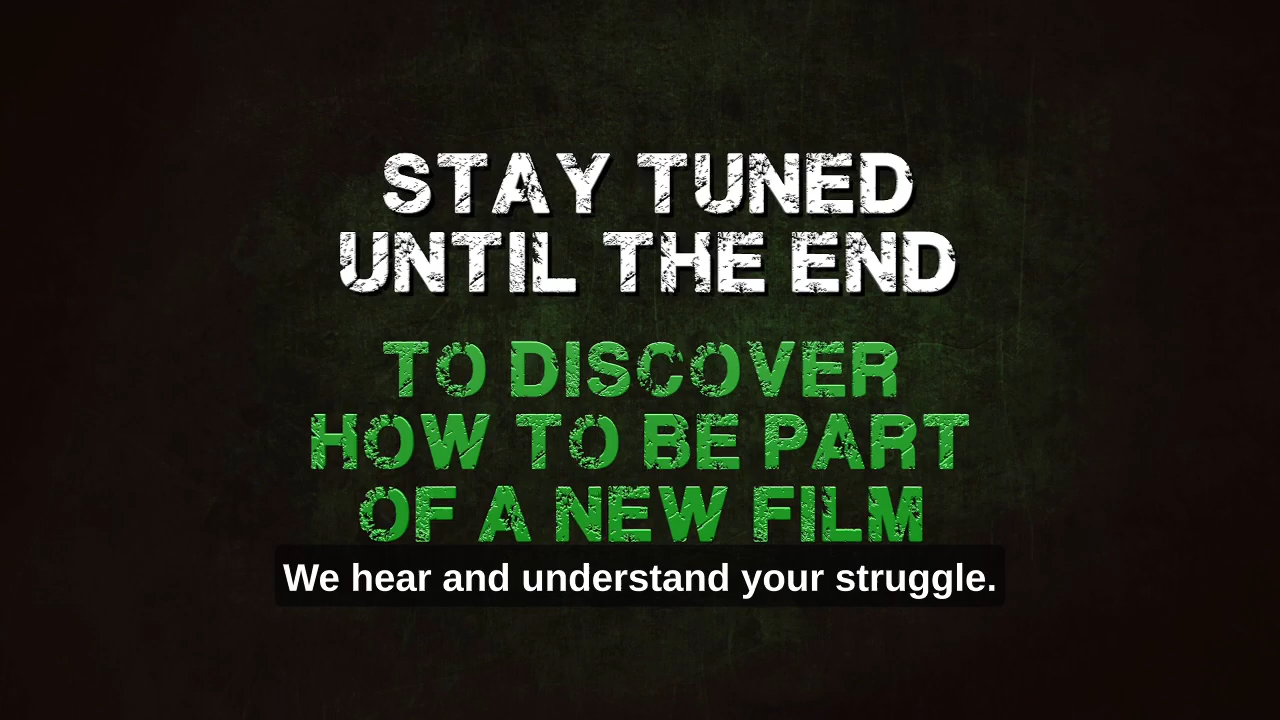 STAY TUNED
UNTIL THE END
TO DISCOVER
HOW TO BE PART
OF A NEW FILM
We hear and understand your struggle.